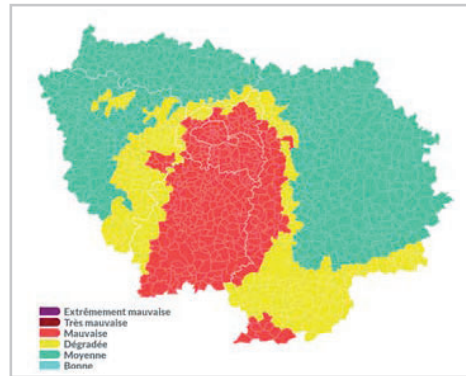 Extrêmement mauvaise
Très mauvaise
Mauvaise
Dégradée
Moyenne
Bonne